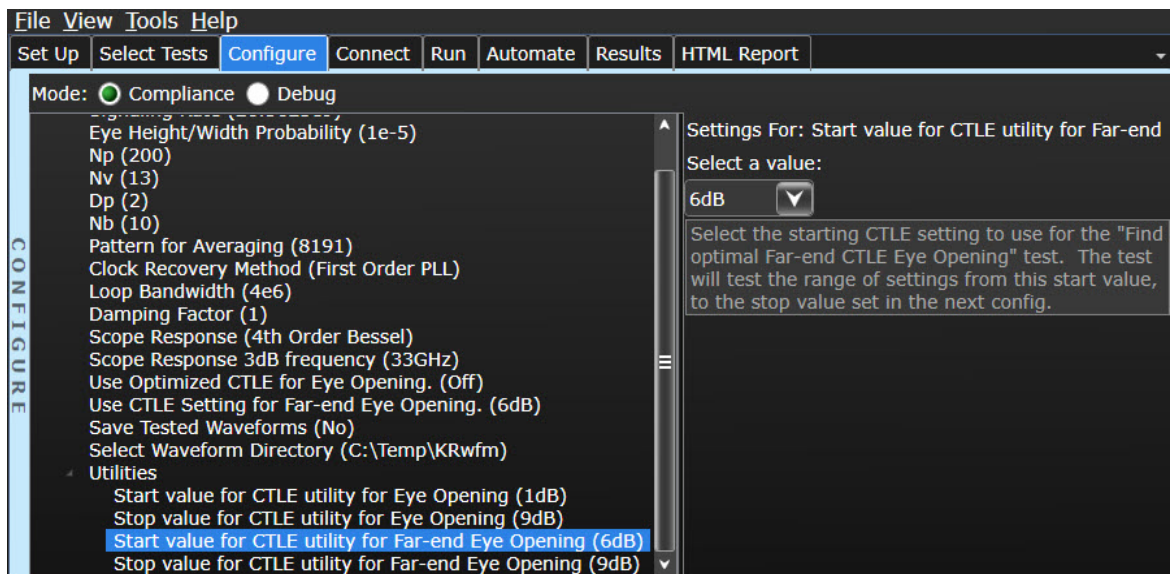 File View Tools Help
Set Up Select Tests Configure Connect Run Automate Results HTML Report
Mode: Compliance Debug
CONFIGURE
Eye Height/Width Probability (1e-5)
Np (200)
Nv (13)
Dp (2)
Nb (10)
Pattern for Averaging (8191)
Clock Recovery Method (First Order PLL)
Loop Bandwidth (4e6)
Damping Factor (1)
Scope Response (4th Order Bessel)
Scope Response 3dB frequency (33GHz)
Use Optimized CTLE for Eye Opening. (Off)
Use CTLE Setting for Far-end Eye Opening. (6dB)
Save Tested Waveforms (No)
Select Waveform Directory (C:\Temp\KRwfm)
Utilities
Start value for CTLE utility for Eye Opening (1dB)
Stop value for CTLE utility for Eye Opening (9dB)
Start value for CTLE utility for Far-end Eye Opening (6dB)
Stop value for CTLE utility for Far-end Eye Opening (9dB)
Settings For: Start value for CTLE utility for Far-end
Select a value:
6dB
Select the starting CTLE setting to use for the "Find
optimal Far-end CTLE Eye Opening" test. The test
will test the range of settings from this start value,
to the stop value set in the next config.